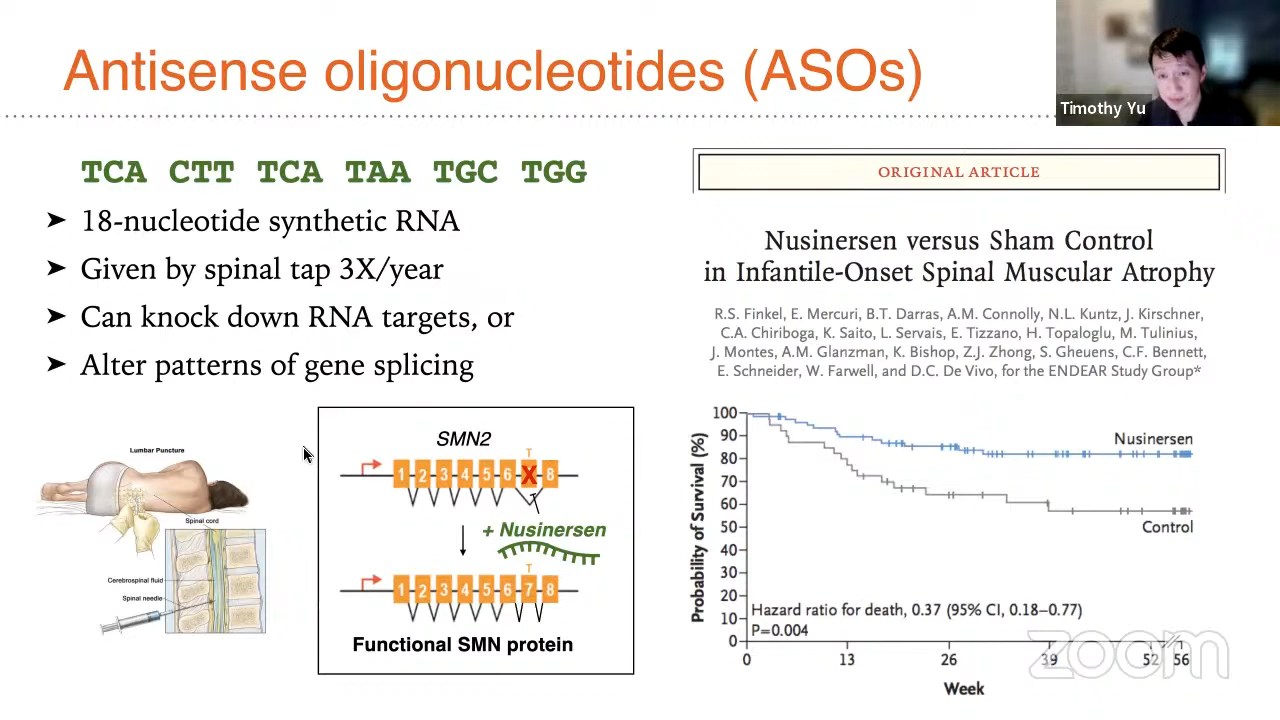 Antisense oligonucleotides (ASOs)
Timothy Yu
TCA CTT TCA TAA TGC TGG
➤ 18-nucleotide synthetic RNA
➤ Given by spinal tap 3X/year
➤ Can knock down RNA targets, or
➤ Alter patterns of gene splicing
Lumbar Puncture
Spinal cord
Cerebrospinal fluid
Spinal needle
SMN2
T
1 2 3 4 5 6 X 8
+ Nusinersen
T
1 2 3 4 5 6 7 8
Functional SMN protein
ORIGINAL ARTICLE
Nusinersen versus Sham Control
in Infantile-Onset Spinal Muscular Atrophy
R.S. Finkel, E. Mercuri, B.T. Darras, A.M. Connolly, N.L. Kuntz, J. Kirschner,
C.A. Chiriboga, K. Saito, L. Servais, E. Tizzano, H. Topaloglu, M. Tulinius,
J. Montes, A.M. Glanzman, K. Bishop, Z.J. Zhong, S. Gheuens, C.F. Bennett,
E. Schneider, W. Farwell, and D.C. De Vivo, for the ENDEAR Study Group*
Probability of Survival (%)
100
90
80
70
60
50
40
30
20
10
0
Nusinersen
Control
Hazard ratio for death, 0.37 (95% CI, 0.18–0.77)
P=0.004
0 13 26 39 52 56
Week
zoom